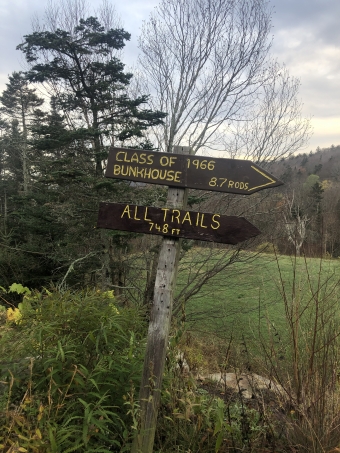 CLASS OF 1966
BUNKHOUSE 8.7 RODS
ALL TRAILS
748 FT